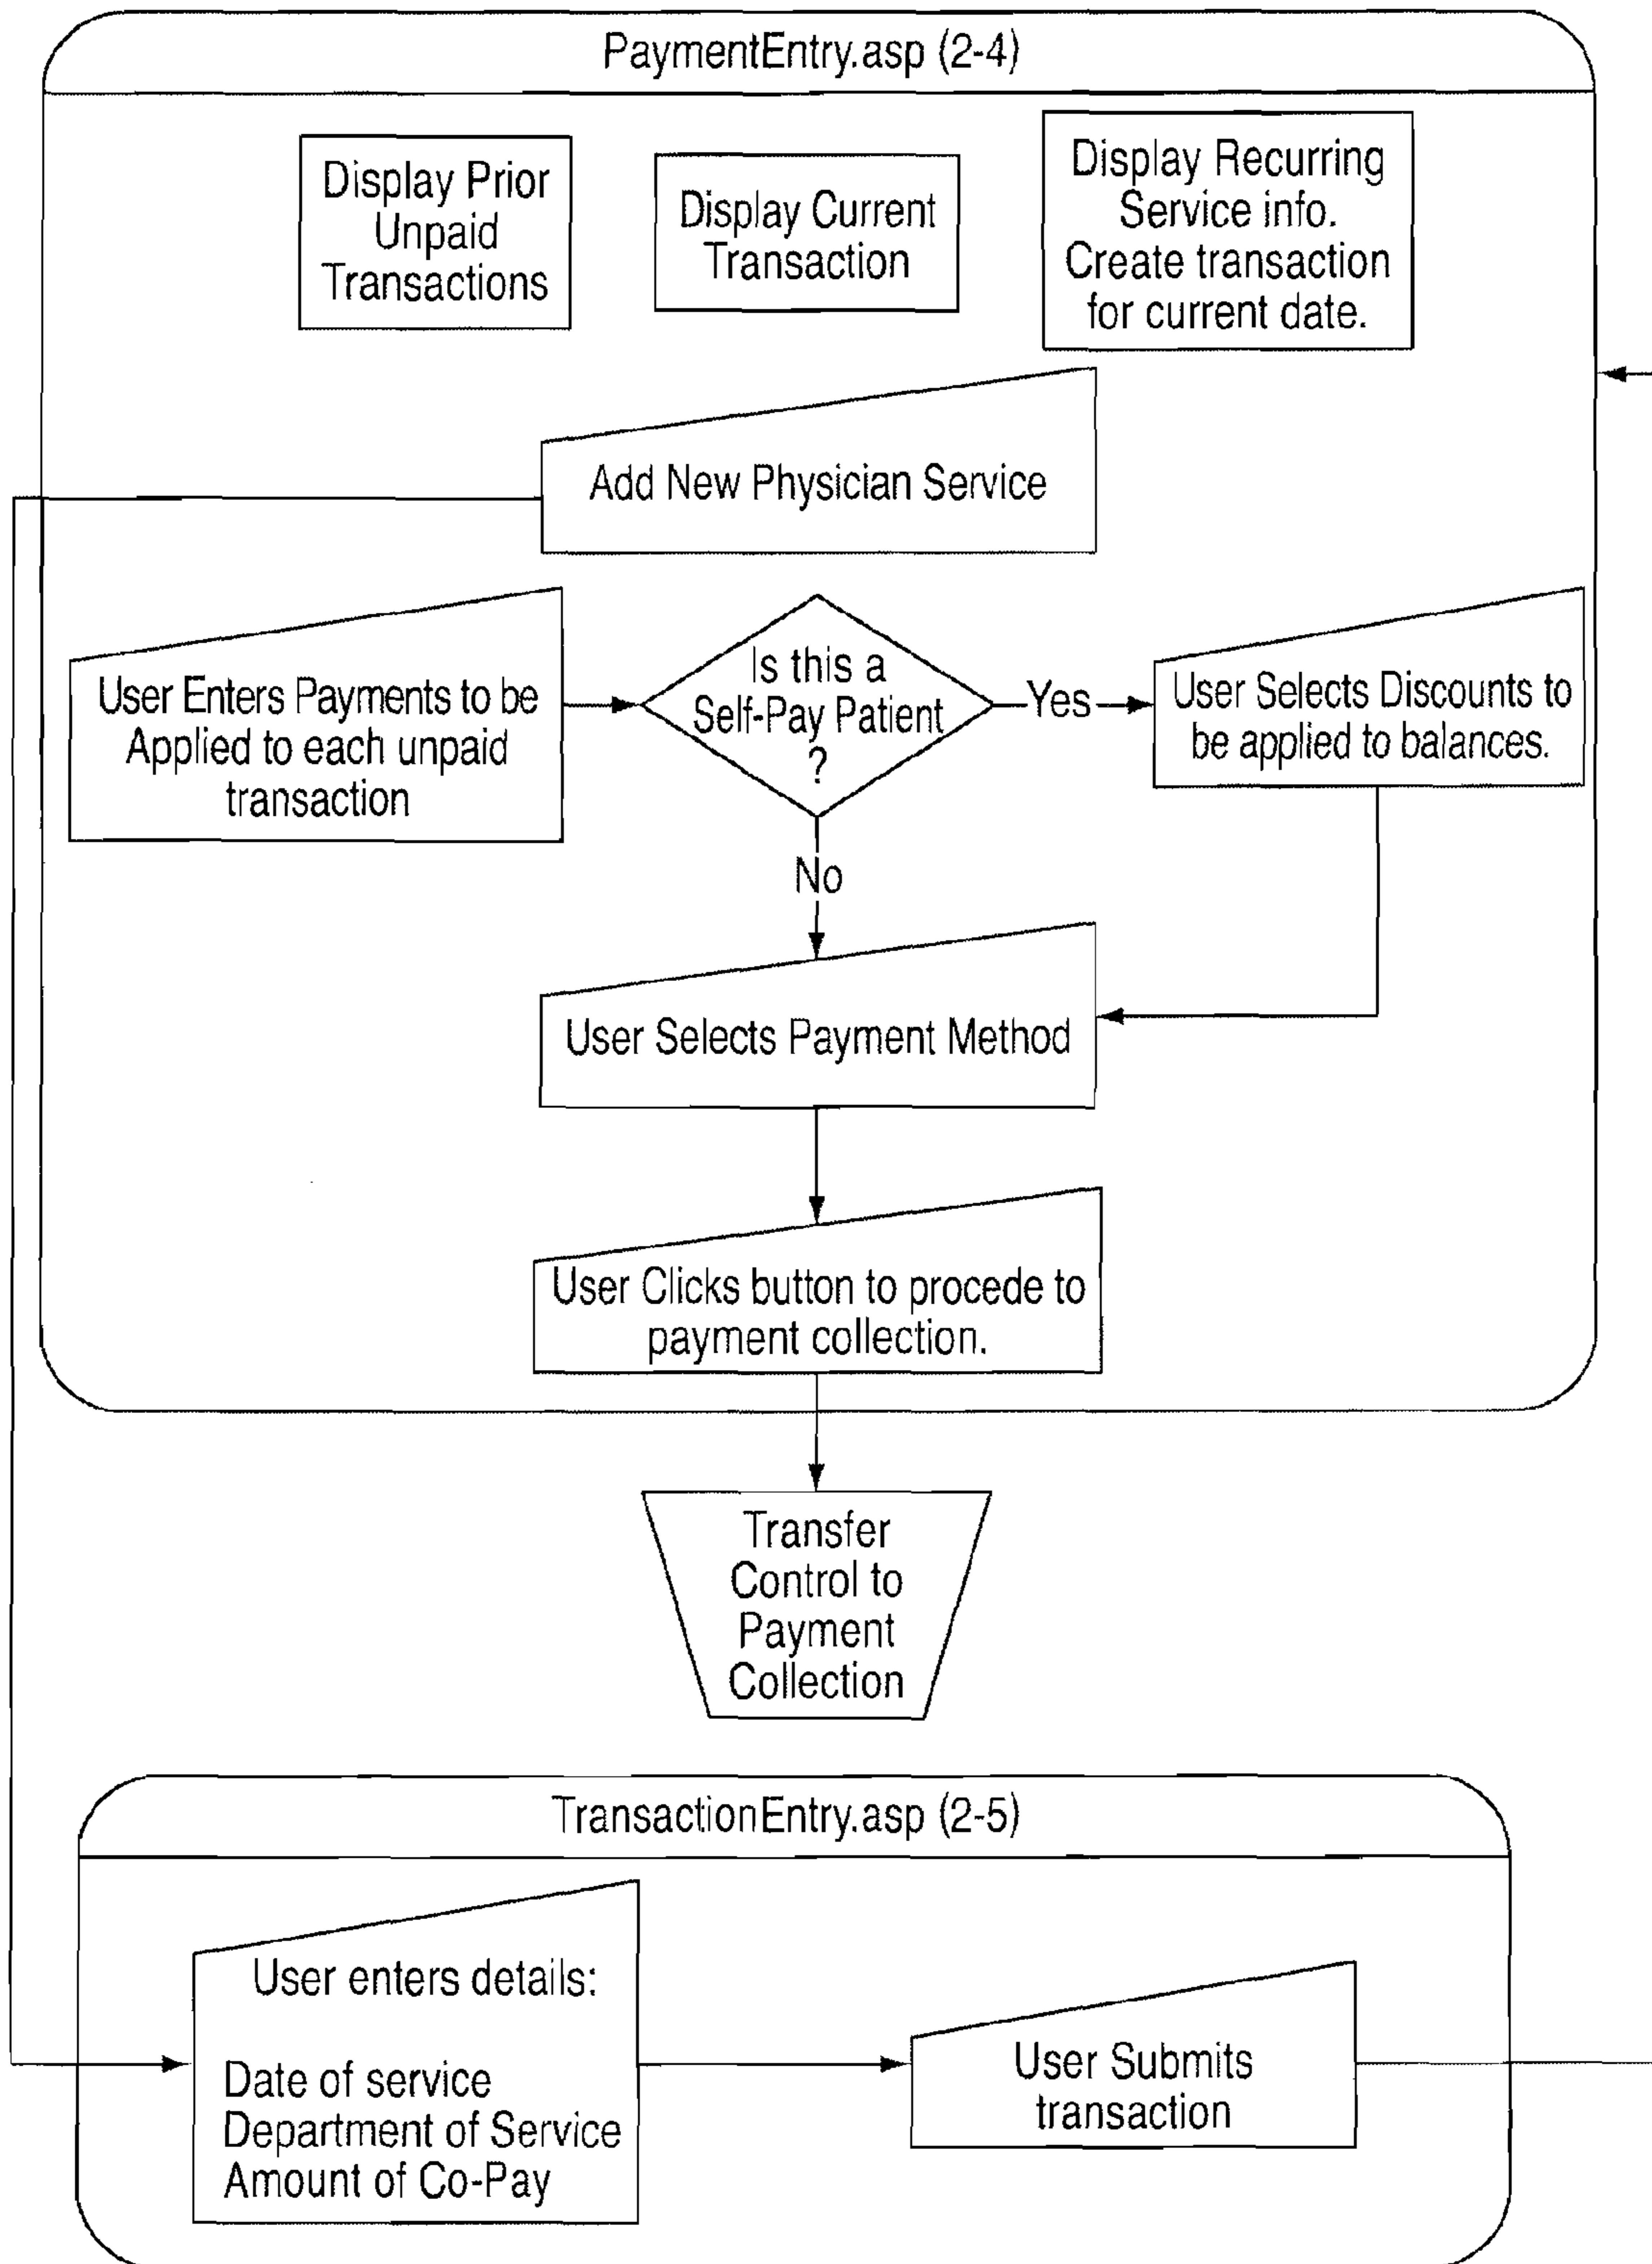 PaymentEntry.asp (2-4)
Display Prior
Unpaid
Transactions
Display Current
Transaction
Display Recurring
Service info.
Create transaction
for current date.
Add New Physician Service
User Enters Payments to be
Applied to each unpaid
transaction
Is this a
Self-Pay Patient
?
Yes
User Selects Discounts to
be applied to balances.
No
User Selects Payment Method
User Clicks button to procede to
payment collection.
Transfer
Control to
Payment
Collection
TransactionEntry.asp (2-5)
User enters details:
Date of service
Department of Service
Amount of Co-Pay
User Submits
transaction